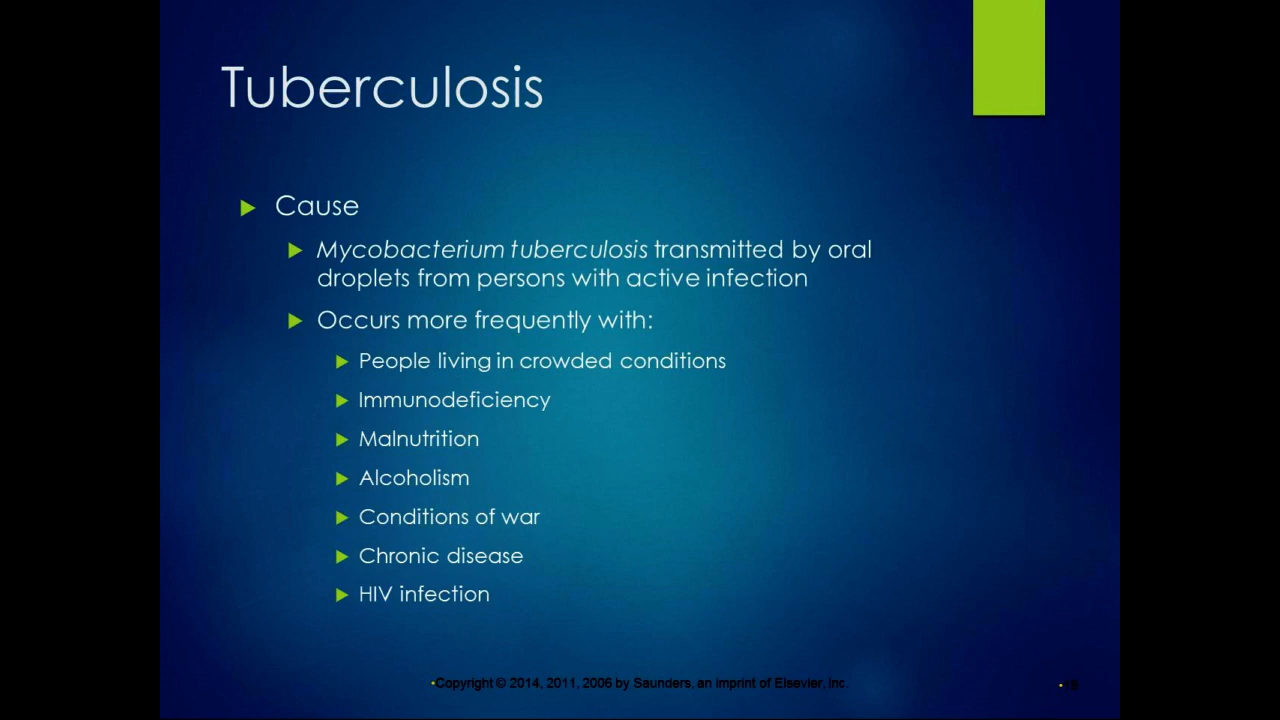 Tuberculosis
Cause
Mycobacterium tuberculosis transmitted by oral
droplets from persons with active infection
Occurs more frequently with:
People living in crowded conditions
Immunodeficiency
Malnutrition
Alcoholism
Conditions of war
Chronic disease
HIV infection
•Copyright © 2014, 2011, 2006 by Saunders, an imprint of Elsevier, Inc.